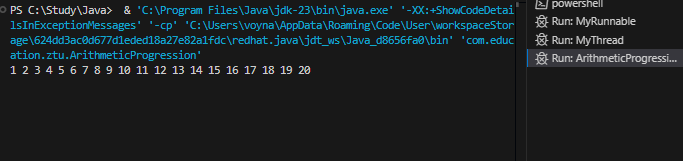 PS C:\Study\Java>  & 'C:\Program Files\Java\jdk-23\bin\java.exe' '-XX:+ShowCodeDetai
lsInExceptionMessages' '-cp' 'C:\Users\voyna\AppData\Roaming\Code\User\workspaceStor
age\624dd3ac0d677d1eded18a27e82a1fdc\redhat.java\jdt_ws\Java_d8656fa0\bin' 'com.educ
ation.ztu.ArithmeticProgression'
1 2 3 4 5 6 7 8 9 10 11 12 13 14 15 16 17 18 19 20
powershell
Run: MyRunnable
Run: MyThread
Run: ArithmeticProgressi...